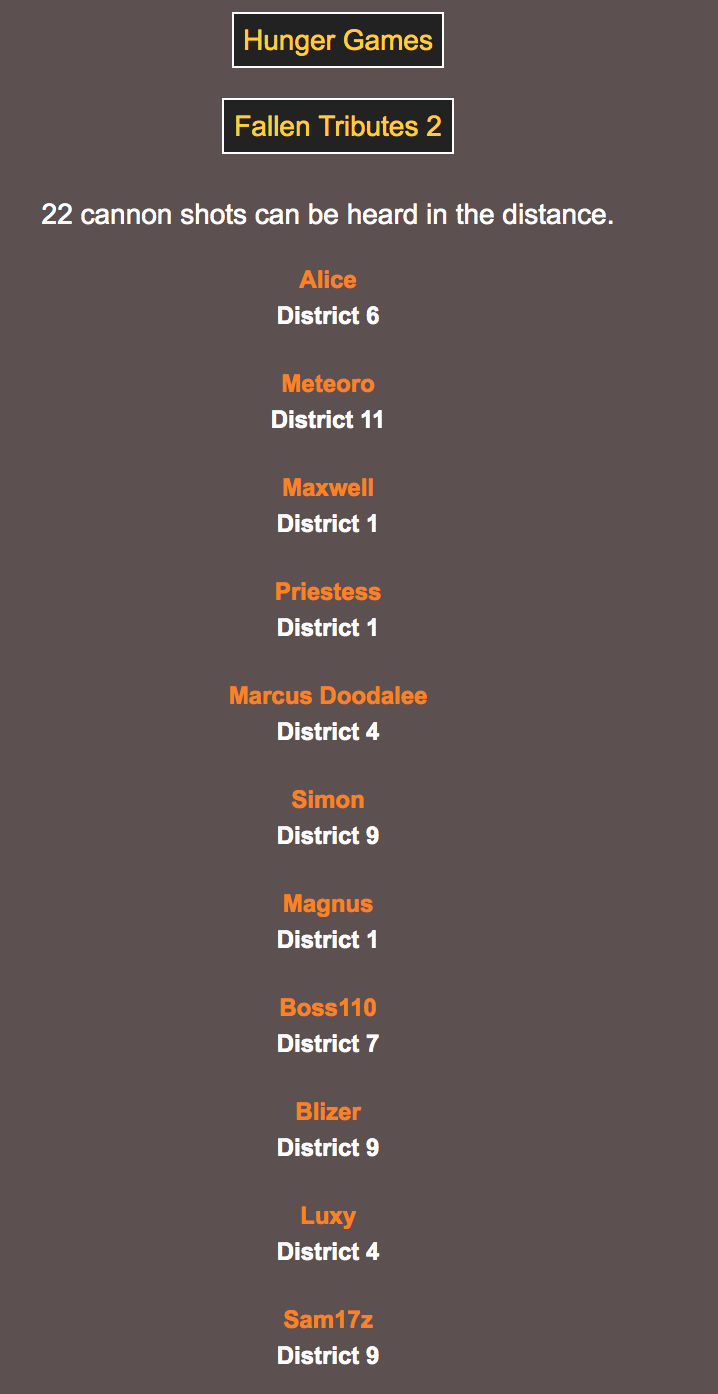 Hunger Games
Fallen Tributes 2
22 cannon shots can be heard in the distance.
Alice
District 6
Meteoro
District 11
Maxwell
District 1
Priestess
District 1
Marcus Doodalee
District 4
Simon
District 9
Magnus
District 1
Boss110
District 7
Blizer
District 9
Luxy
District 4
Sam17z
District 9